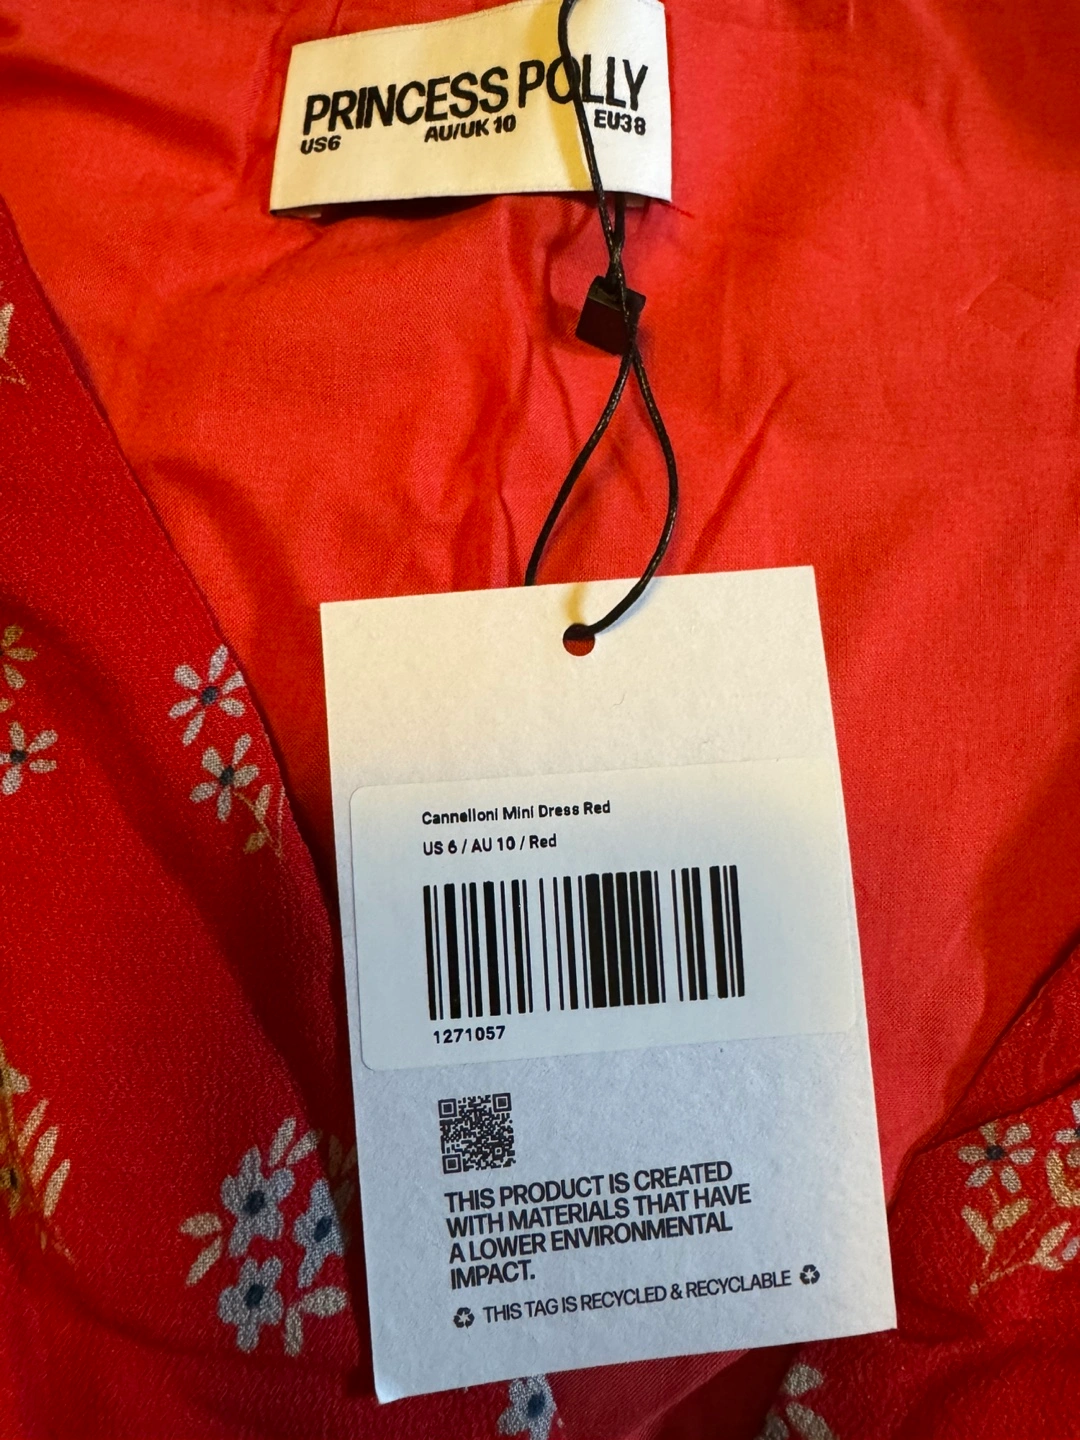 PRINCESS POLLY
US6 AU/UK 10 EU38
Cannelloni Mini Dress Red
US 6 / AU 10 / Red
1271057
THIS PRODUCT IS CREATED
WITH MATERIALS THAT HAVE
A LOWER ENVIRONMENTAL
IMPACT.
THIS TAG IS RECYCLED & RECYCLABLE